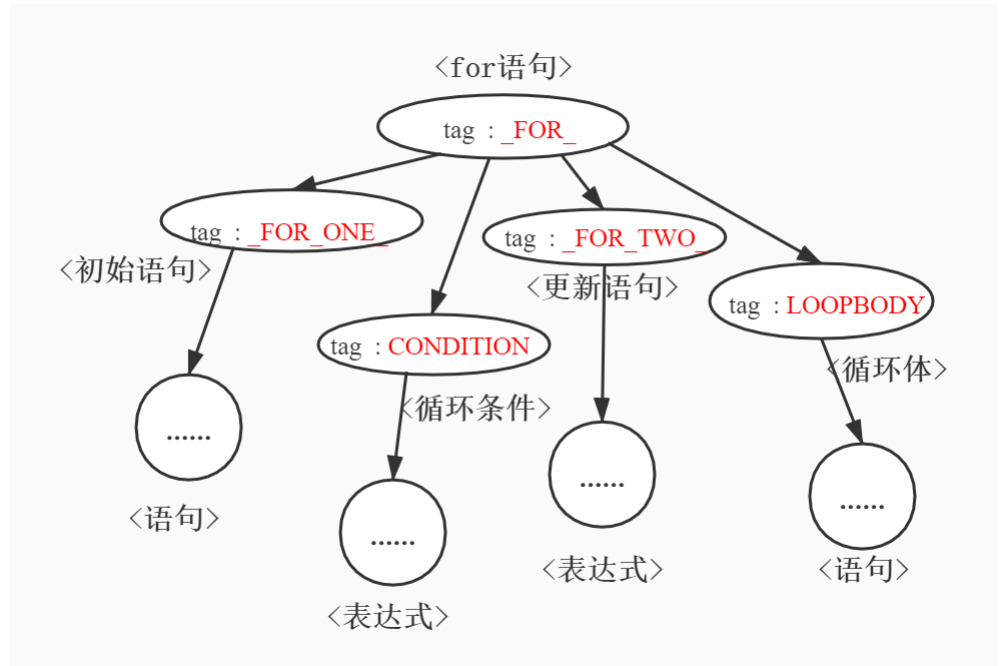 <for语句>
tag : _FOR_
tag : _FOR_ONE_
<初始语句>
tag : _FOR_TWO_
<更新语句>
tag : LOOPBODY
<循环体>
tag : CONDITION
<循环条件>
......
<语句>
......
<表达式>
......
<表达式>
......
<语句>